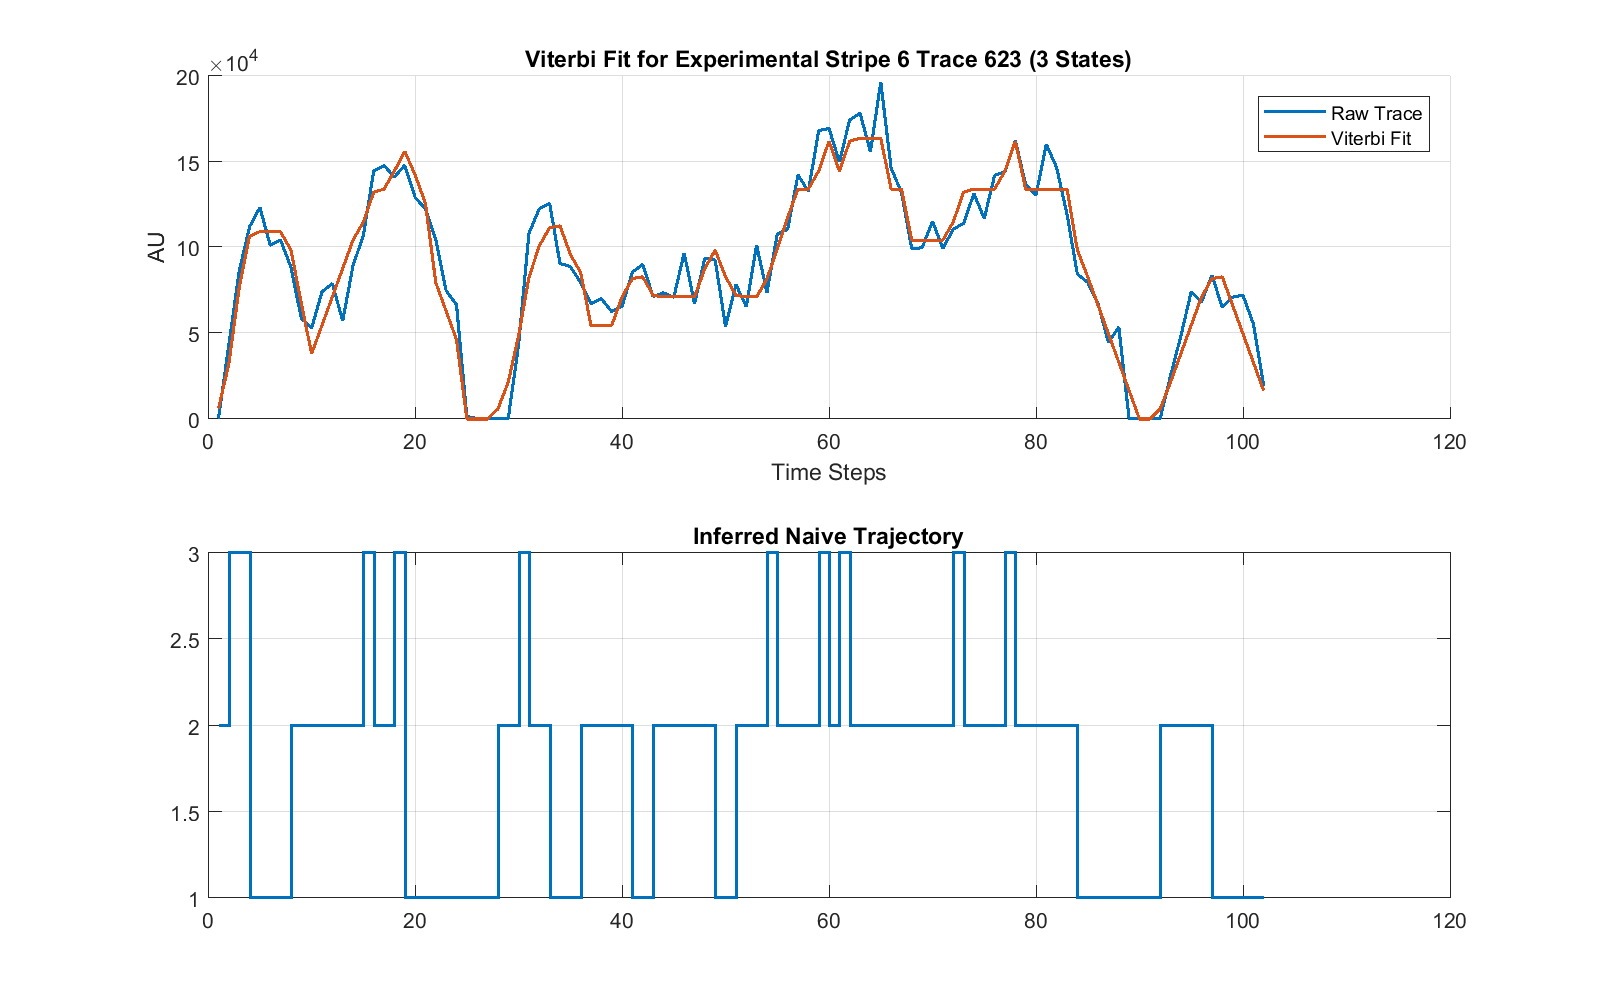 Viterbi Fit for Experimental Stripe 6 Trace 623 (3 States)
×10⁴
20
15
10
5
0
AU
Raw Trace
Viterbi Fit
0 20 40 60 80 100 120
Time Steps
Inferred Naive Trajectory
3
2.5
2
1.5
1
0 20 40 60 80 100 120